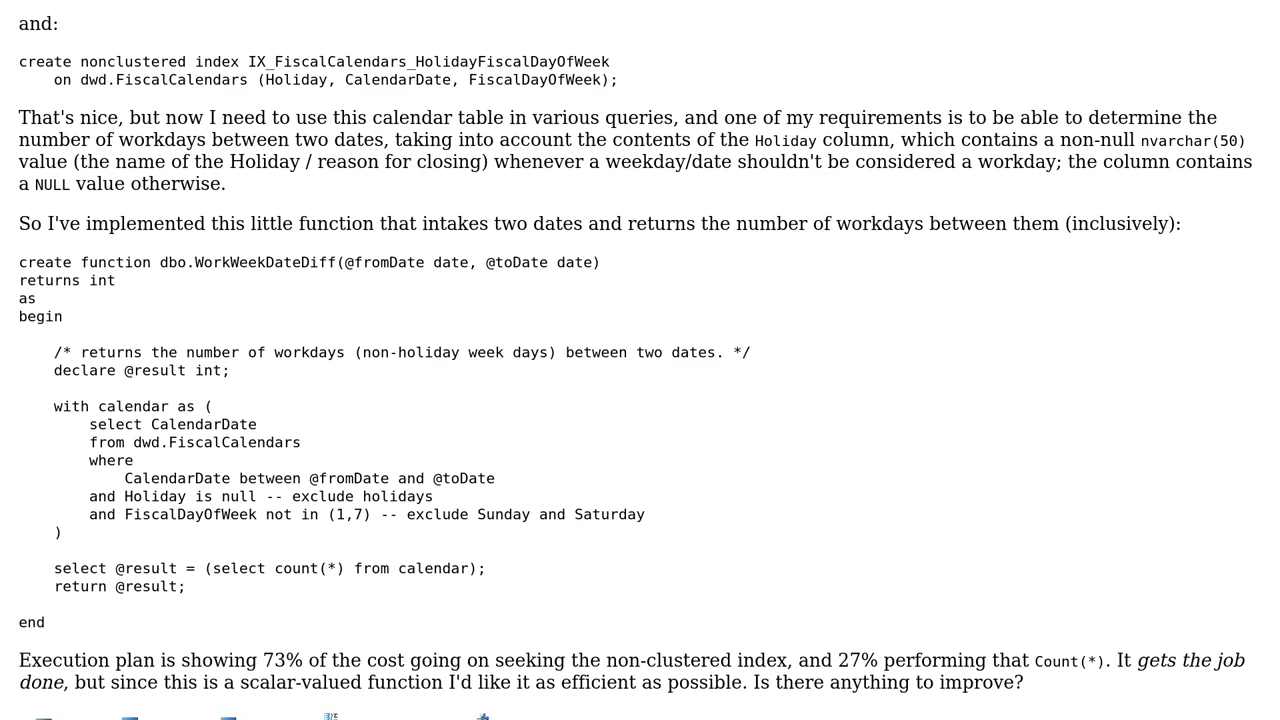 and:
create nonclustered index IX_FiscalCalendars_HolidayFiscalDayOfWeek
    on dwd.FiscalCalendars (Holiday, CalendarDate, FiscalDayOfWeek);
That's nice, but now I need to use this calendar table in various queries, and one of my requirements is to be able to determine the
number of workdays between two dates, taking into account the contents of the Holiday column, which contains a non-null nvarchar(50)
value (the name of the Holiday / reason for closing) whenever a weekday/date shouldn't be considered a workday; the column contains
a NULL value otherwise.
So I've implemented this little function that intakes two dates and returns the number of workdays between them (inclusively):
create function dbo.WorkWeekDateDiff(@fromDate date, @toDate date)
returns int
as
begin
    /* returns the number of workdays (non-holiday week days) between two dates. */
    declare @result int;
    with calendar as (
        select CalendarDate
        from dwd.FiscalCalendars
        where
            CalendarDate between @fromDate and @toDate
        and Holiday is null -- exclude holidays
        and FiscalDayOfWeek not in (1,7) -- exclude Sunday and Saturday
    )
    select @result = (select count(*) from calendar);
    return @result;
end
Execution plan is showing 73% of the cost going on seeking the non-clustered index, and 27% performing that Count(*). It gets the job
done, but since this is a scalar-valued function I'd like it as efficient as possible. Is there anything to improve?